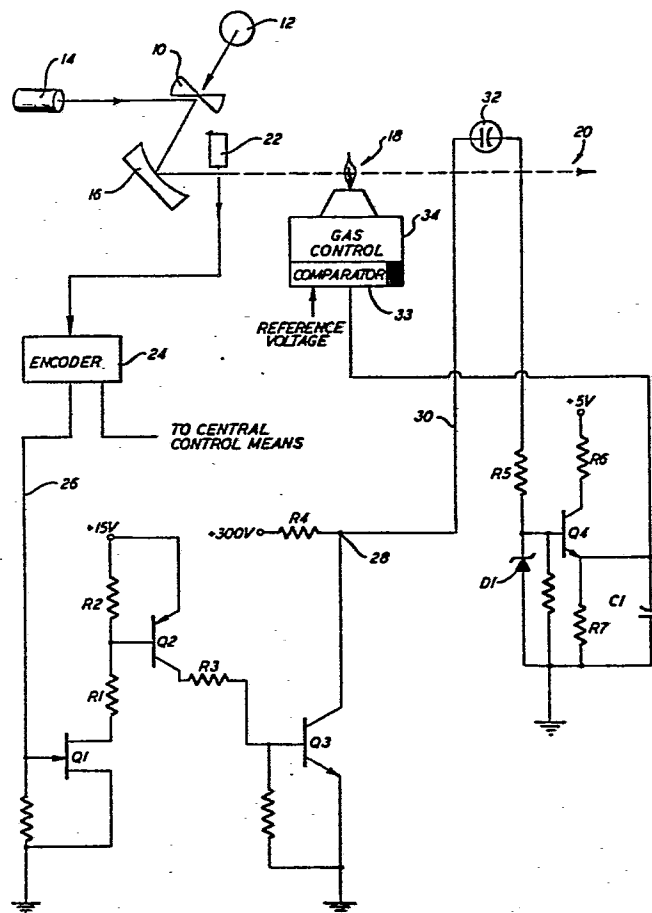 12
10
14
32
22
18
20
16
34
GAS
CONTROL
COMPARATOR
33
REFERENCE
VOLTAGE
ENCODER
24
TO CENTRAL
CONTROL MEANS
30
+5V
26
R5
R6
+15V
+300V
R4
28
Q4
D1
R2
Q2
C1
R7
R3
R1
Q1
Q3